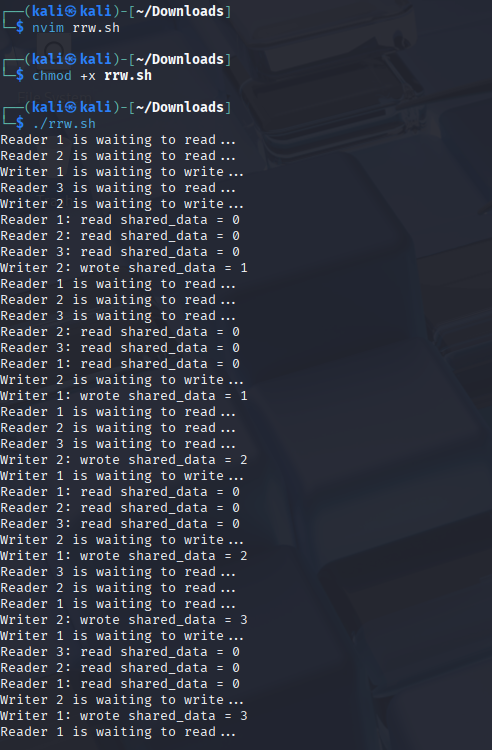 ┌──(kali㉿kali)-[~/Downloads]
└─$ nvim rrw.sh
┌──(kali㉿kali)-[~/Downloads]
└─$ chmod +x rrw.sh
┌──(kali㉿kali)-[~/Downloads]
└─$ ./rrw.sh
Reader 1 is waiting to read...
Reader 2 is waiting to read...
Writer 1 is waiting to write...
Reader 3 is waiting to read...
Writer 2 is waiting to write...
Reader 1: read shared_data = 0
Reader 2: read shared_data = 0
Reader 3: read shared_data = 0
Writer 2: wrote shared_data = 1
Reader 1 is waiting to read...
Reader 2 is waiting to read...
Reader 3 is waiting to read...
Reader 2: read shared_data = 0
Reader 3: read shared_data = 0
Reader 1: read shared_data = 0
Writer 2 is waiting to write...
Writer 1: wrote shared_data = 1
Reader 1 is waiting to read...
Reader 2 is waiting to read...
Reader 3 is waiting to read...
Writer 2: wrote shared_data = 2
Writer 1 is waiting to write...
Reader 1: read shared_data = 0
Reader 2: read shared_data = 0
Reader 3: read shared_data = 0
Writer 2 is waiting to write...
Writer 1: wrote shared_data = 2
Reader 3 is waiting to read...
Reader 2 is waiting to read...
Reader 1 is waiting to read...
Writer 2: wrote shared_data = 3
Writer 1 is waiting to write...
Reader 3: read shared_data = 0
Reader 2: read shared_data = 0
Reader 1: read shared_data = 0
Writer 2 is waiting to write...
Writer 1: wrote shared_data = 3
Reader 1 is waiting to read...